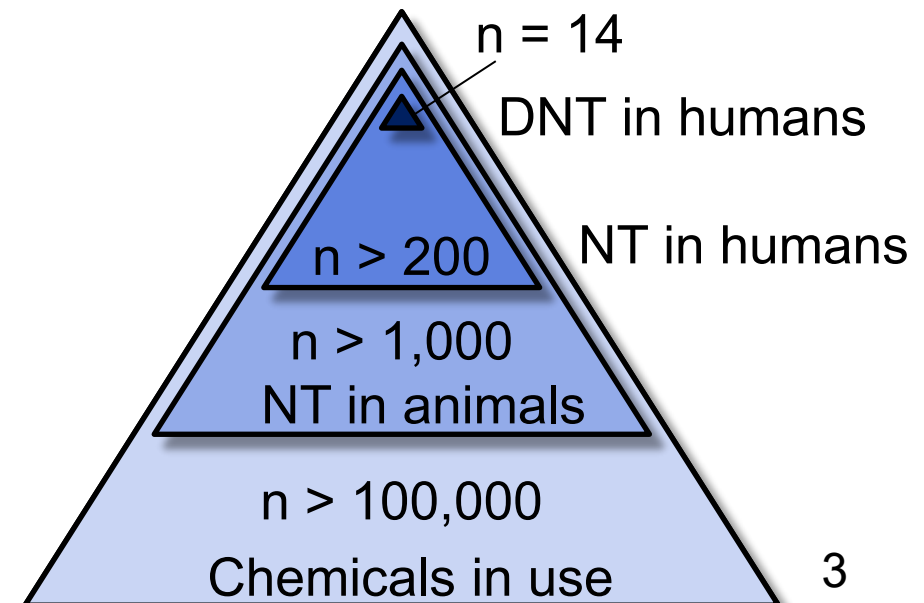 n = 14
DNT in humans
NT in humans
n > 200
n > 1,000
NT in animals
n > 100,000
Chemicals in use
3